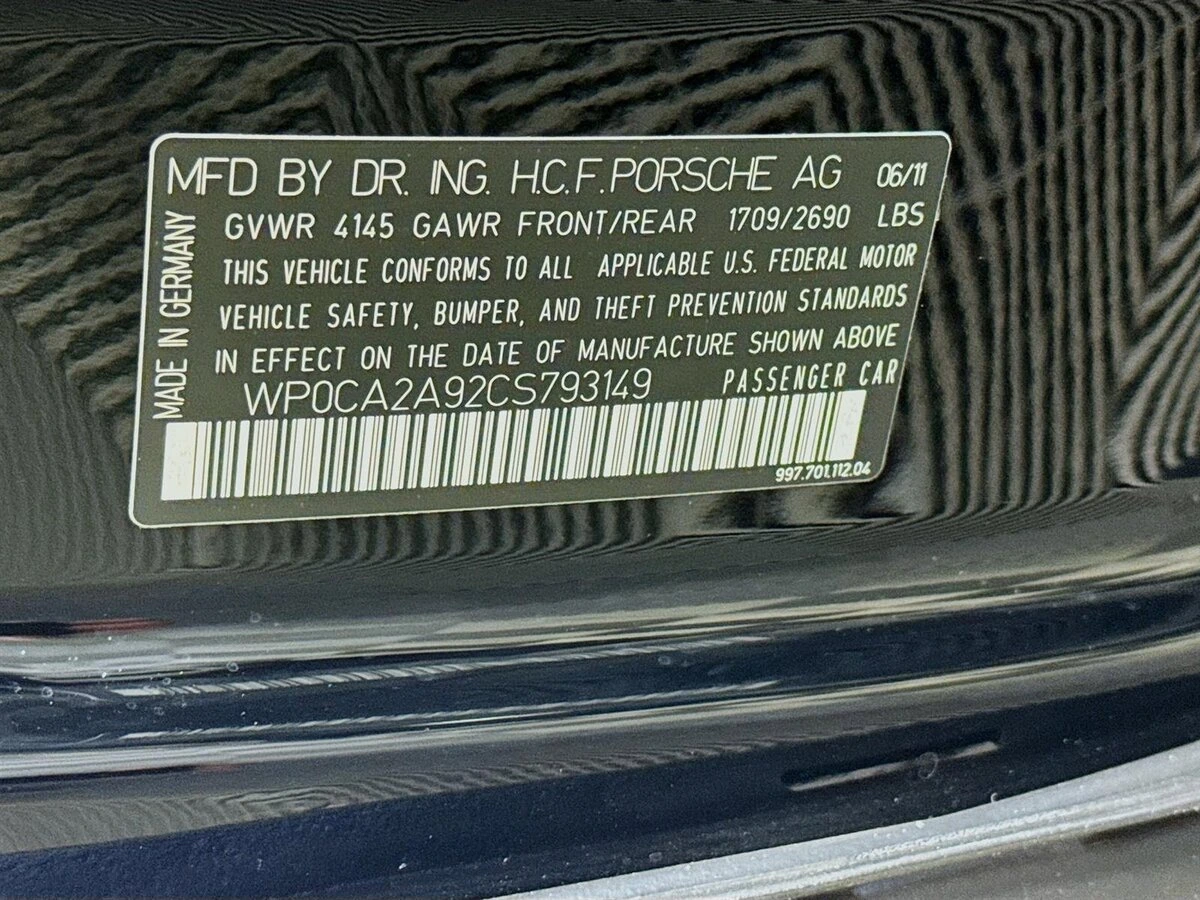 MFD BY DR. ING. H.C.F. PORSCHE AG 06/11
GVWR 4145 GAWR FRONT/REAR 1709/2690 LBS
THIS VEHICLE CONFORMS TO ALL APPLICABLE U.S. FEDERAL MOTOR
VEHICLE SAFETY, BUMPER, AND THEFT PREVENTION STANDARDS
IN EFFECT ON THE DATE OF MANUFACTURE SHOWN ABOVE
WP0CA2A92CS793149 PASSENGER CAR
997.701.112.04
MADE IN GERMANY